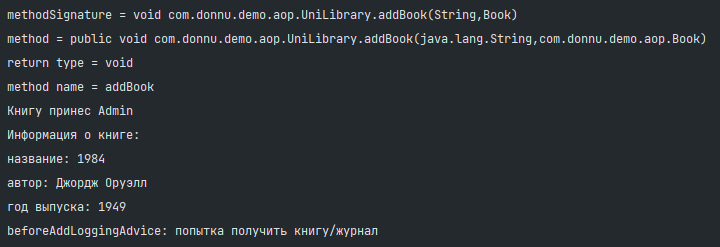 methodSignature = void com.donnu.demo.aop.UniLibrary.addBook(String,Book)
method = public void com.donnu.demo.aop.UniLibrary.addBook(java.lang.String,com.donnu.demo.aop.Book)
return type = void
method name = addBook
Книгу принес Admin
Информация о книге:
название: 1984
автор: Джордж Оруэлл
год выпуска: 1949
beforeAddLoggingAdvice: попытка получить книгу/журнал